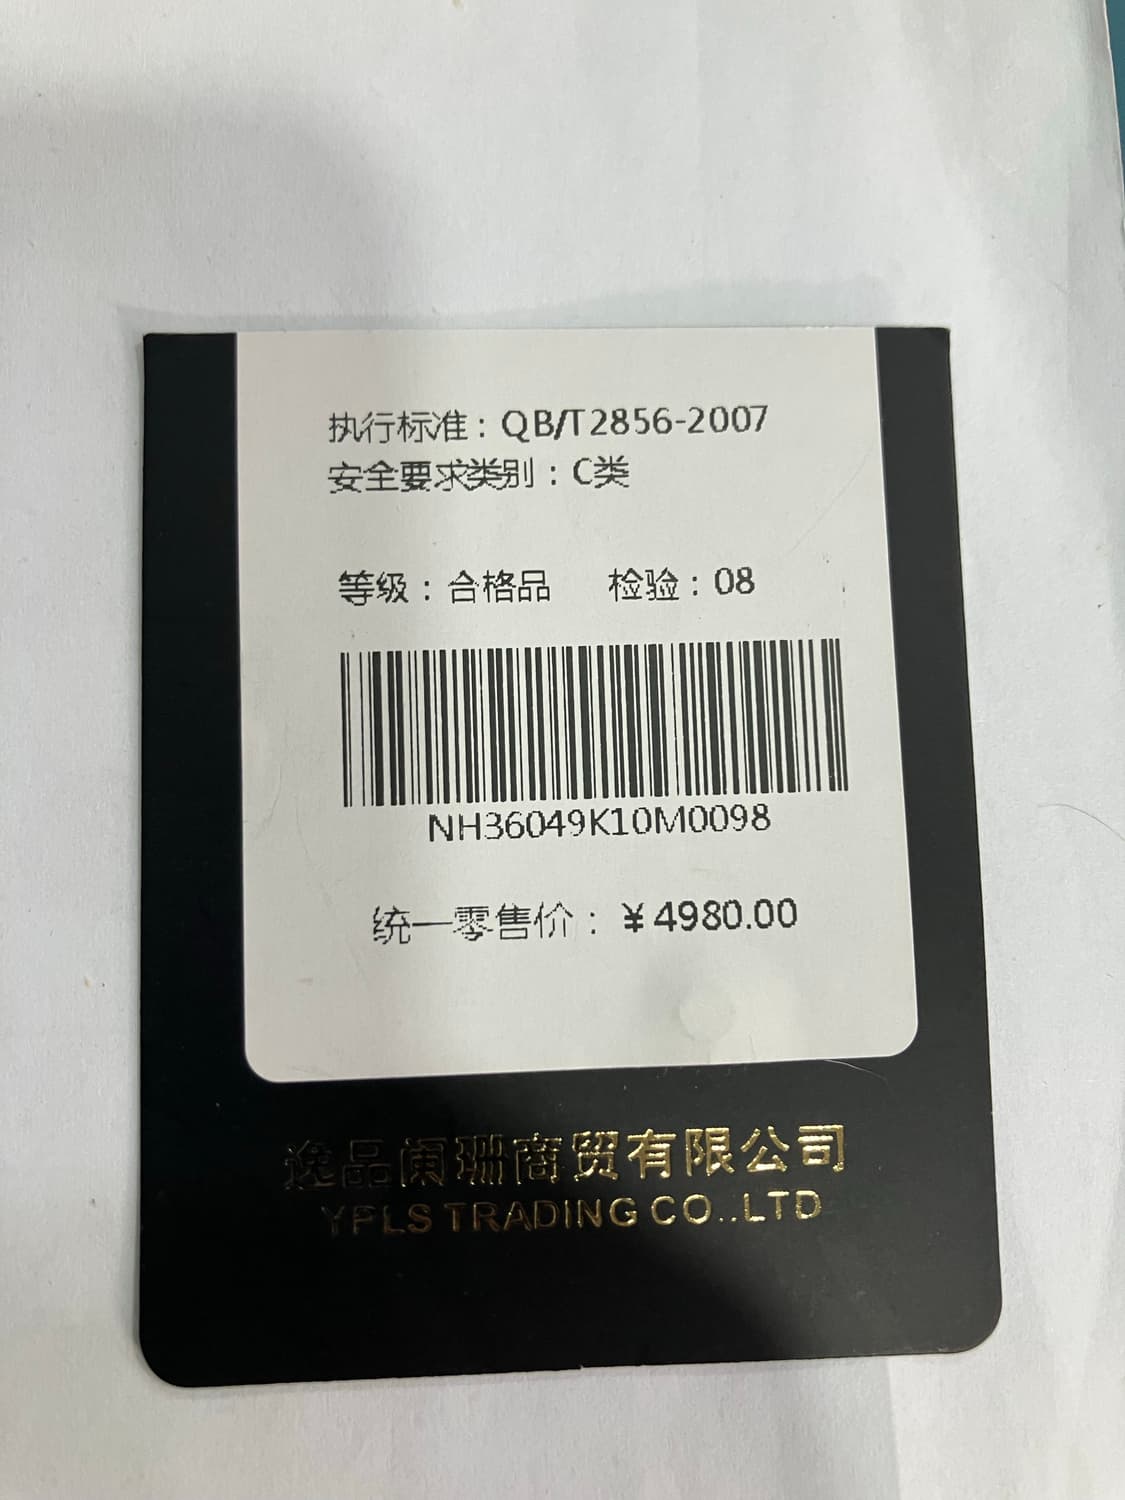 执行标准：QB/T2856-2007
安全要求类别：C类
等级：合格品 检验：08
NH36049K10M0098
统一零售价：¥4980.00
逸品阆珊商贸有限公司
YPLS TRADING CO..LTD